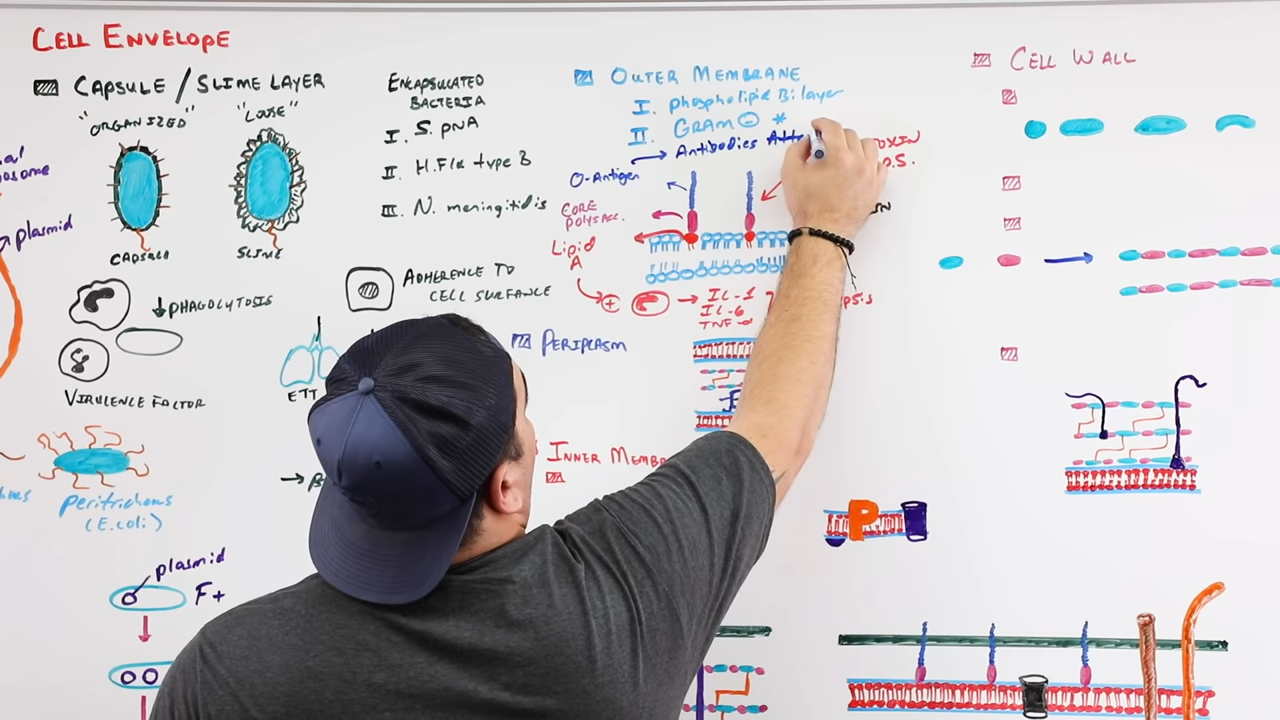 CELL ENVELOPE
CAPSULE / SLIME LAYER
"ORGANIZED"
"LOOSE"
CAPSULE
SLIME
↓PHAGOCYTOSIS
VIRULENCE FACTOR
plasmid
peritrichous
(E.coli)
plasmid
F+
ENCAPSULATED
BACTERIA
I. S. PNA
II. H.Flu type B
III. N. meningitidis
ADHERENCE TO
CELL SURFANCE
ETT
OUTER MEMBRANE
I. phospholipid Bilayer
II. GRAM ⊖ *
→ Antibodies
O-Antigen
CORE
POLYSACC.
Lipid
A
+ → IL-1
IL-6
TNF-α
PERIPLASM
INNER MEMB
P
CELL WALL